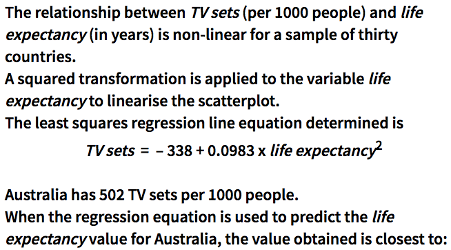 The relationship between TV sets (per 1000 people) and life
expectancy (in years) is non-linear for a sample of thirty
countries.
A squared transformation is applied to the variable life
expectancy to linearise the scatterplot.
The least squares regression line equation determined is
TV sets = – 338 + 0.0983 x life expectancy²
Australia has 502 TV sets per 1000 people.
When the regression equation is used to predict the life
expectancy value for Australia, the value obtained is closest to: